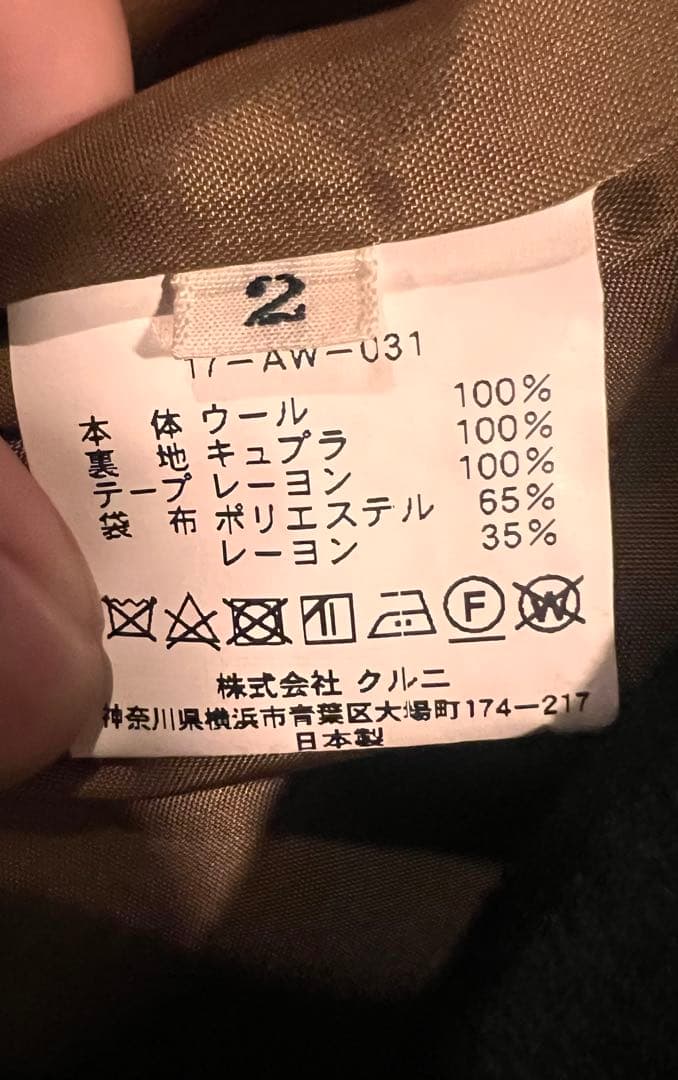 2
17-AW-031
本 体 ウール 100%
裏 地 キュプラ 100%
テープ レーヨン 100%
袋 布 ポリエステル 65%
レーヨン 35%
F W
株式会社 クルニ
神奈川県横浜市青葉区大場町174-217
日本製